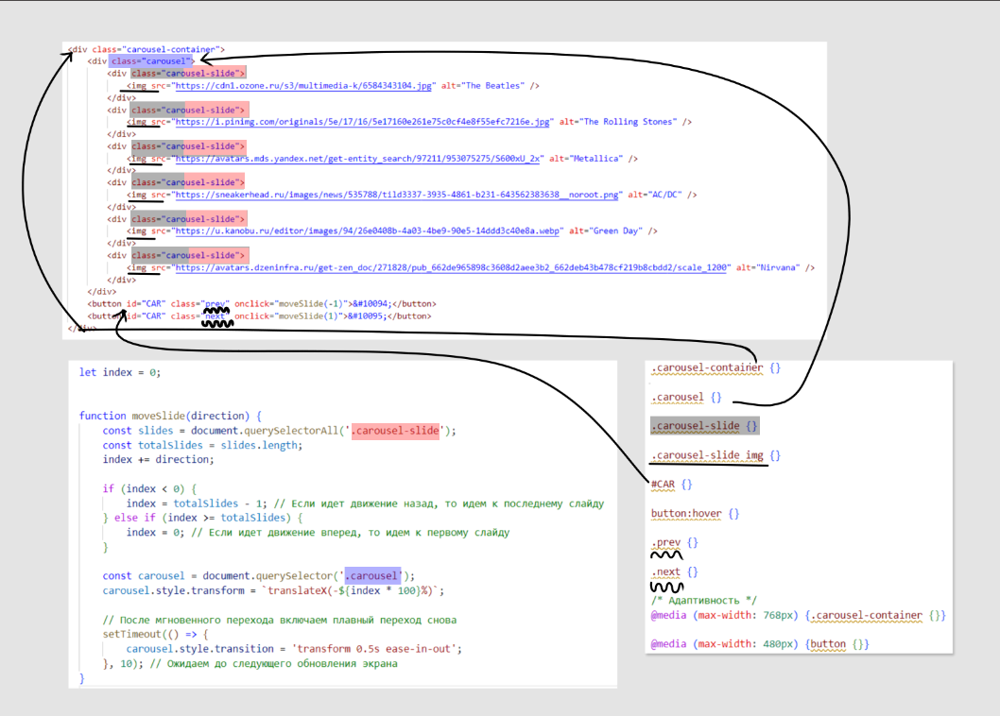 <div class="carousel-container">
<div class="carousel">
<div class="carousel-slide">
<img src="https://cdn1.ozone.ru/s3/multimedia-k/6584343104.jpg" alt="The Beatles" />
</div>
<div class="carousel-slide">
<img src="https://i.pinimg.com/originals/5e/17/16/5e17160e261e75c0cf4e8f55efc7216e.jpg" alt="The Rolling Stones" />
</div>
<div class="carousel-slide">
<img src="https://avatars.mds.yandex.net/get-entity_search/97211/953075275/S600xU_2x" alt="Metallica" />
</div>
<div class="carousel-slide">
<img src="https://sneakerhead.ru/images/news/535788/tild3337-3935-4861-b231-643562383638__noroot.png" alt="AC/DC" />
</div>
<div class="carousel-slide">
<img src="https://u.kanobu.ru/editor/images/94/26e0408b-4a03-4be9-90e5-14ddd3c40e8a.webp" alt="Green Day" />
</div>
<div class="carousel-slide">
<img src="https://avatars.dzeninfra.ru/get-zen_doc/271828/pub_662de965898c3608d2aee3b2_662deb43b478cf219b8cbdd2/scale_1200" alt="Nirvana" />
</div>
</div>
<button id="CAR" class="prev" onclick="moveSlide(-1)">&#10094;</button>
<button id="CAR" class="next" onclick="moveSlide(1)">&#10095;</button>
</div>
let index = 0;
function moveSlide(direction) {
const slides = document.querySelectorAll('.carousel-slide');
const totalSlides = slides.length;
index += direction;
if (index < 0) {
index = totalSlides - 1; // Если идет движение назад, то идем к последнему слайду
} else if (index >= totalSlides) {
index = 0; // Если идет движение вперед, то идем к первому слайду
}
const carousel = document.querySelector('.carousel');
carousel.style.transform = `translateX(-${index * 100}%)`;
// После мгновенного перехода включаем плавный переход снова
setTimeout(() => {
carousel.style.transition = 'transform 0.5s ease-in-out';
}, 10); // Ожидаем до следующего обновления экрана
}
.carousel-container {}
.carousel {}
.carousel-slide {}
.carousel-slide img {}
#CAR {}
button:hover {}
.prev {}
.next {}
/* Адаптивность */
@media (max-width: 768px) {.carousel-container {}}
@media (max-width: 480px) {button {}}